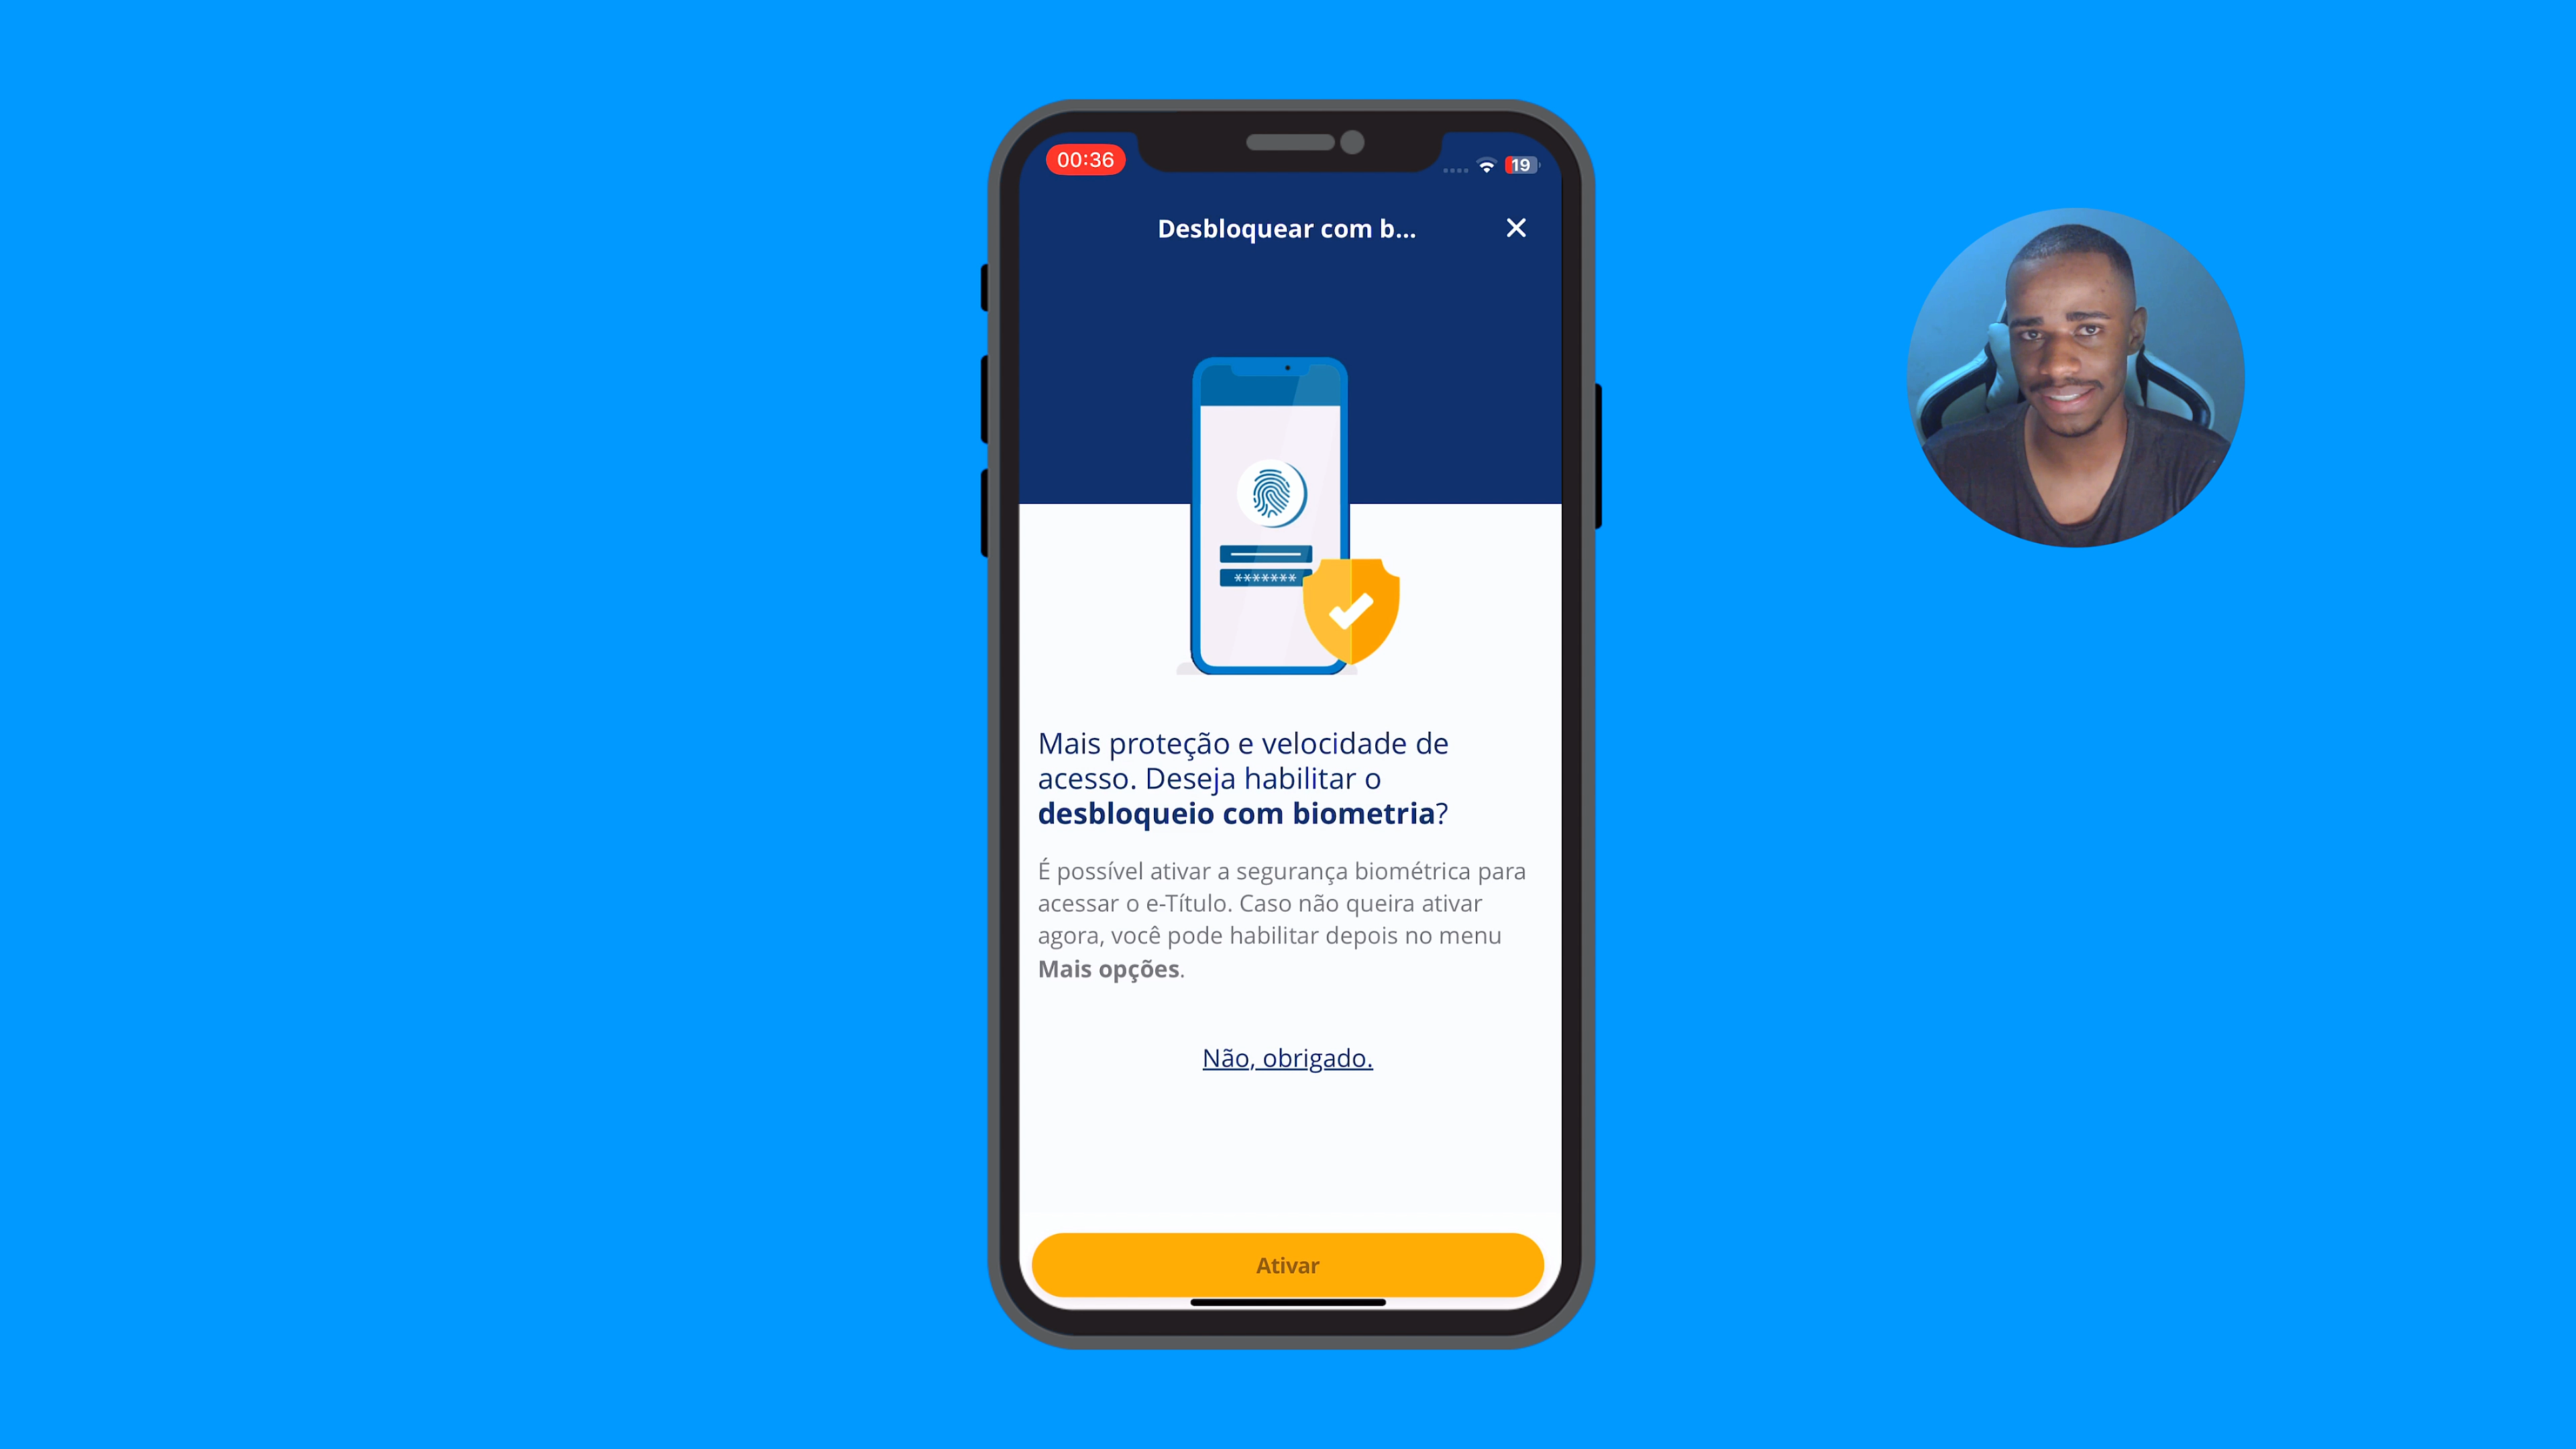 00:36
19
Desbloquear com b...
*******
Mais proteção e velocidade de
acesso. Deseja habilitar o
desbloqueio com biometria?
É possível ativar a segurança biométrica para
acessar o e-Título. Caso não queira ativar
agora, você pode habilitar depois no menu
Mais opções.
Não, obrigado.
Ativar